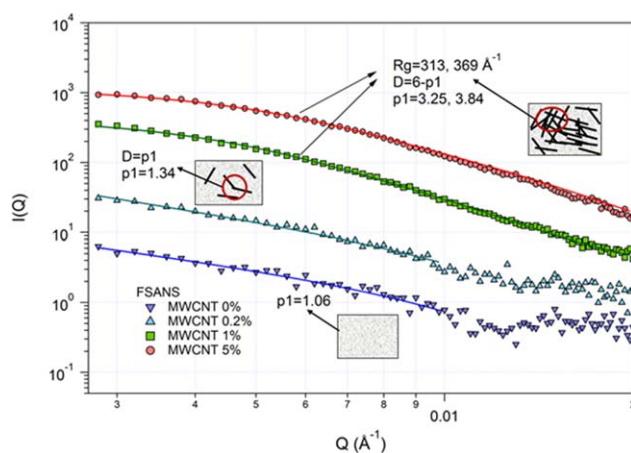 10⁴
10³
10²
10¹
10⁰
10⁻¹
I(Q)
Rg=313, 369 Å⁻¹
D=6-p1
p1=3.25, 3.84
D=p1
p1=1.34
p1=1.06
FSANS
MWCNT 0%
MWCNT 0.2%
MWCNT 1%
MWCNT 5%
3 4 5 6 7 8 9 0.01
Q (Å⁻¹)